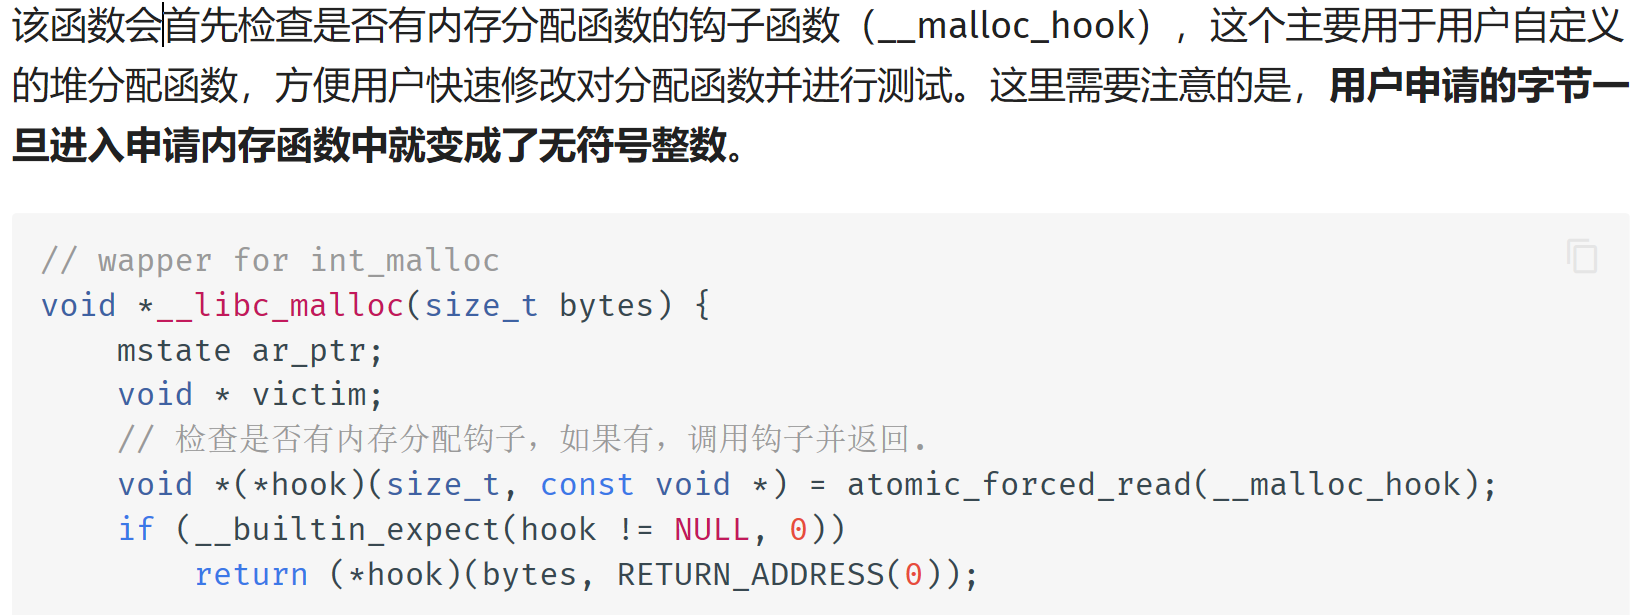 该函数会首先检查是否有内存分配函数的钩子函数（__malloc_hook），这个主要用于用户自定义
的堆分配函数，方便用户快速修改对分配函数并进行测试。这里需要注意的是，用户申请的字节一
旦进入申请内存函数中就变成了无符号整数。
// wapper for int_malloc
void *__libc_malloc(size_t bytes) {
    mstate ar_ptr;
    void * victim;
    // 检查是否有内存分配钩子，如果有，调用钩子并返回.
    void *(*hook)(size_t, const void *) = atomic_forced_read(__malloc_hook);
    if (__builtin_expect(hook != NULL, 0))
        return (*hook)(bytes, RETURN_ADDRESS(0));